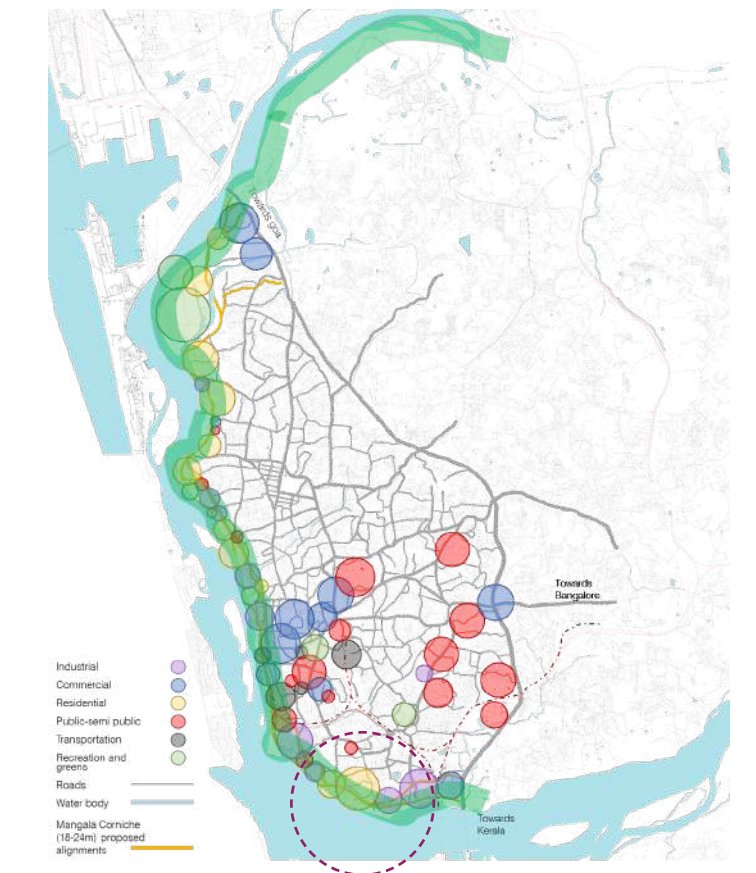 Towards goa
Towards
Bangalore
Industrial
Commercial
Residential
Public-semi public
Transportation
Recreation and
greens
Roads
Water body
Mangala Corniche
(18-24m) proposed
alignments
Towards
Kerala